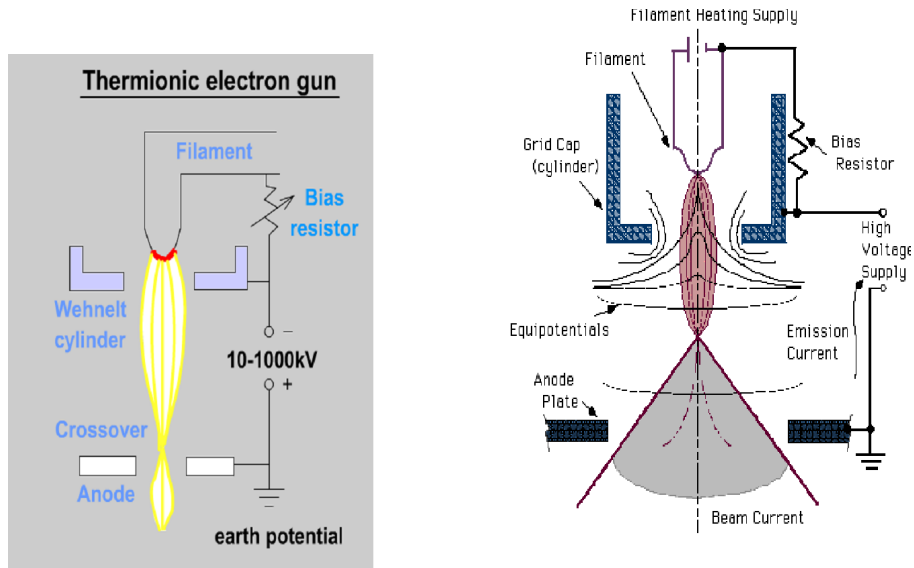 Thermionic electron gun
Filament
Bias
resistor
Wehnelt
cylinder
−
10-1000kV
+
Crossover
Anode
earth potential
Filament Heating Supply
Filament
Grid Cap
(cylinder)
Bias
Resistor
High
Voltage
Supply
Equipotentials
Emission
Current
Anode
Plate
Beam Current